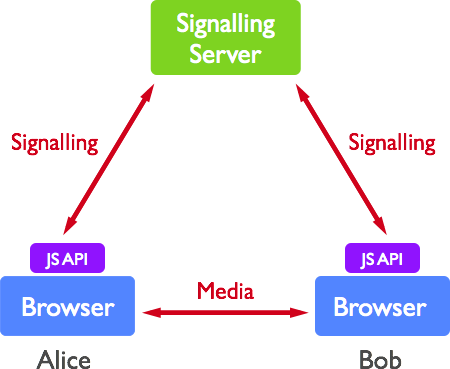 Signalling
Server
Signalling
Signalling
JS API
JS API
Browser
Media
Browser
Alice
Bob